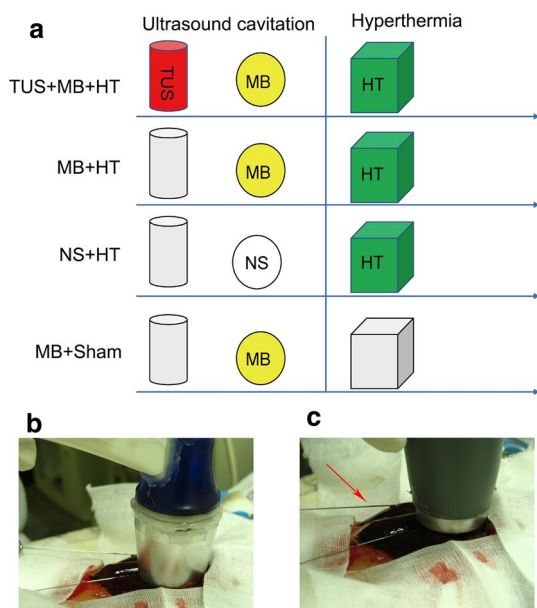 a
Ultrasound cavitation
Hyperthermia
TUS+MB+HT
TUS
MB
HT
MB+HT
MB
HT
NS+HT
NS
HT
MB+Sham
MB
b
c